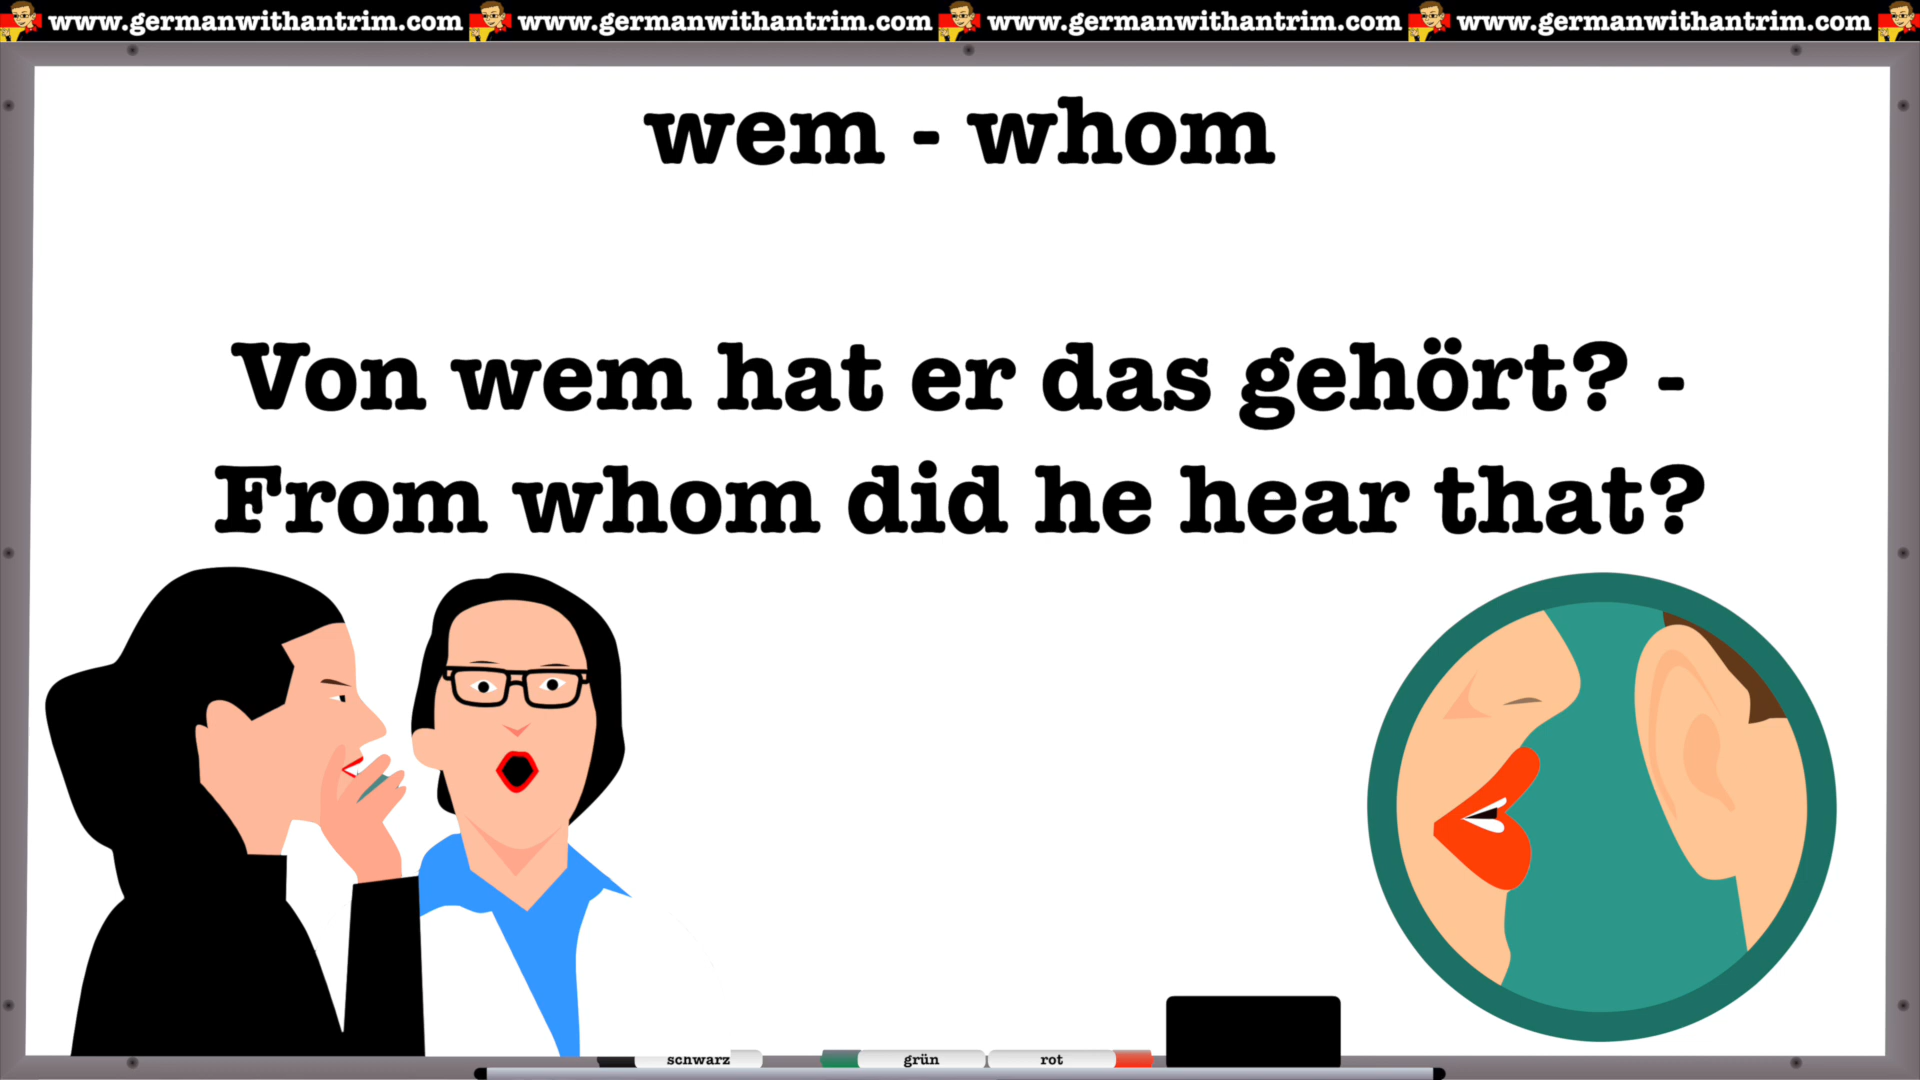 www.germanwithantrim.com www.germanwithantrim.com www.germanwithantrim.com www.germanwithantrim.com
wem - whom
Von wem hat er das gehört? -
From whom did he hear that?
schwarz grün rot